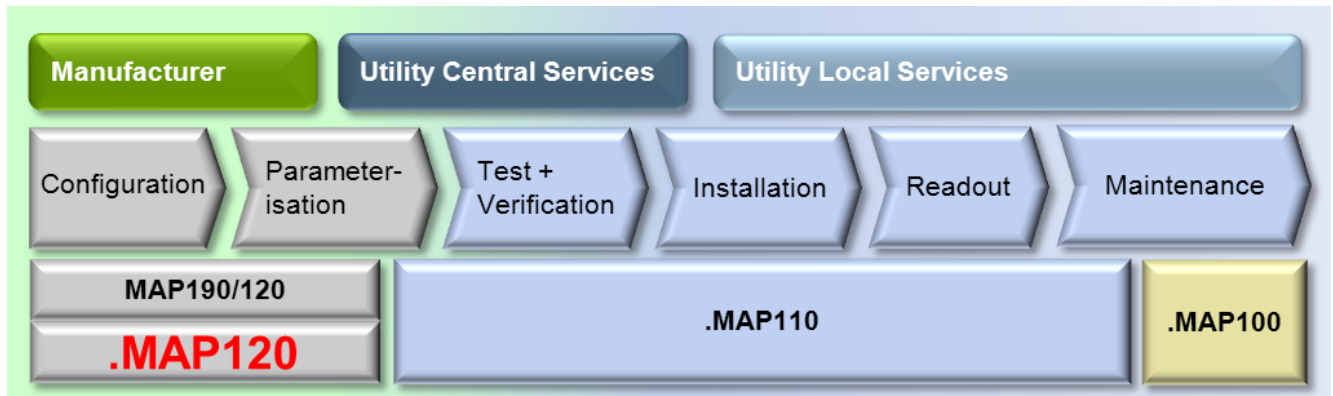 Manufacturer
Utility Central Services
Utility Local Services
Configuration
Parameter-
isation
Test +
Verification
Installation
Readout
Maintenance
MAP190/120
.MAP120
.MAP110
.MAP100